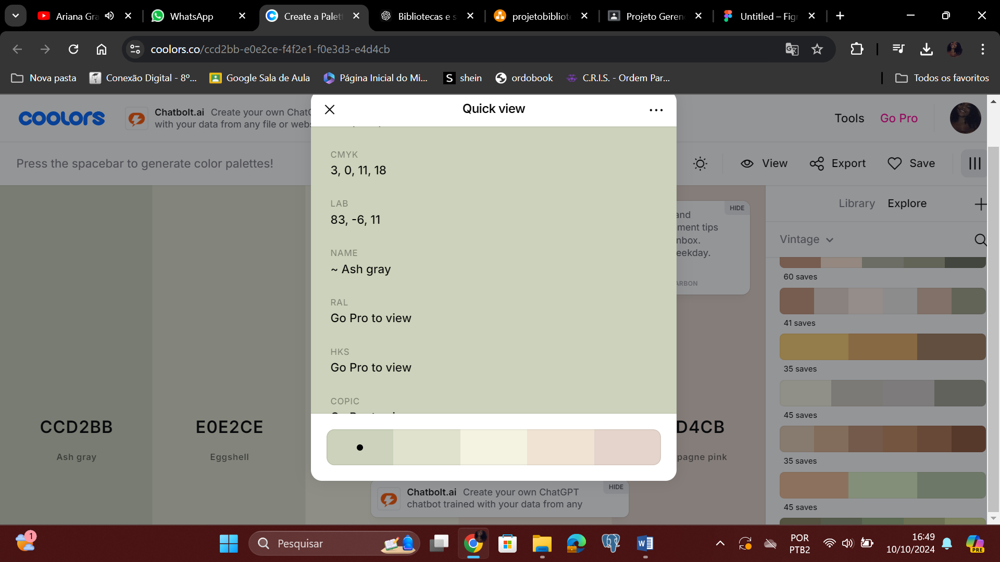 Ariana Gra
WhatsApp
Create a Palett
Bibliotecas e s
projetobibliote
Projeto Geren
Untitled – Fig
coolors.co/ccd2bb-e0e2ce-f4f2e1-f0e3d3-e4d4cb
Nova pasta
Conexão Digital - 8º...
Google Sala de Aula
Página Inicial do Mi...
S shein
ordobook
C.R.I.S. - Ordem Par...
Todos os favoritos
coolors
Chatbolt.ai Create your own Chat
with your data from any file or
Tools
Go Pro
Press the spacebar to generate color palettes!
View
Export
Save
Quick view
CMYK
3, 0, 11, 18
LAB
83, -6, 11
NAME
~ Ash gray
RAL
Go Pro to view
HKS
Go Pro to view
COPIC
HIDE
and
ment tips
nbox.
eekday.
ARBON
Library
Explore
Vintage
60 saves
41 saves
35 saves
45 saves
35 saves
45 saves
CCD2BB
Ash gray
E0E2CE
Eggshell
D4CB
pagne pink
Chatbolt.ai Create your own ChatGPT
chatbot trained with your data from any
HIDE
1
Pesquisar
POR
PTB2
16:49
10/10/2024
PRE